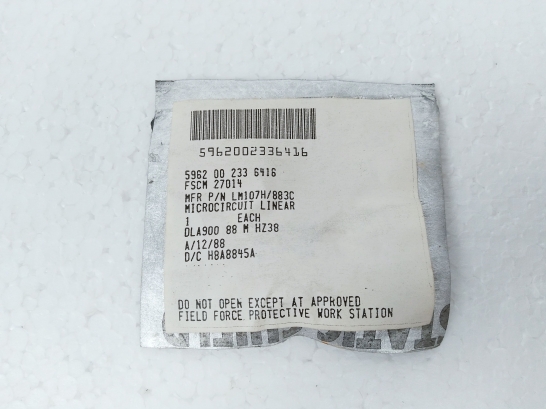 5962002336416
5962 00 233 6416
FSCM 27014
MFR P/N LM107H/883C
MICROCIRCUIT LINEAR
1 EACH
DLA900 88 M HZ38
A/12/88
D/C H8A8845A
DO NOT OPEN EXCEPT AT APPROVED
FIELD FORCE PROTECTIVE WORK STATION